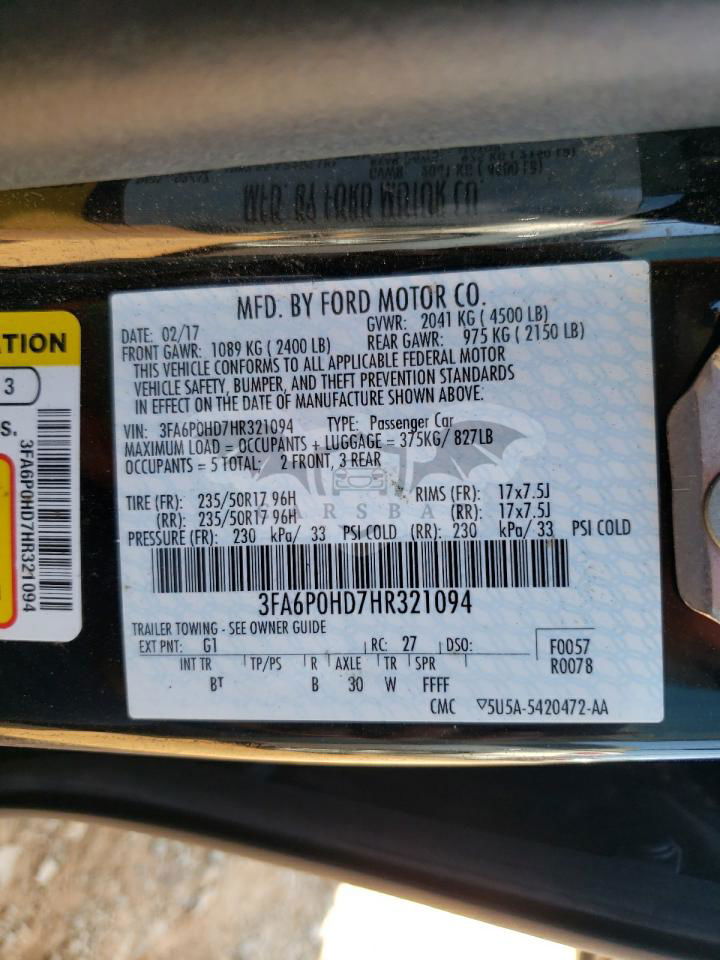 MFD. BY FORD MOTOR CO.
DATE: 02/17 GVWR: 2041 KG ( 4500 LB)
FRONT GAWR: 1089 KG ( 2400 LB) REAR GAWR: 975 KG ( 2150 LB)
THIS VEHICLE CONFORMS TO ALL APPLICABLE FEDERAL MOTOR
VEHICLE SAFETY, BUMPER, AND THEFT PREVENTION STANDARDS
IN EFFECT ON THE DATE OF MANUFACTURE SHOWN ABOVE.
VIN: 3FA6P0HD7HR321094 TYPE: Passenger Car
MAXIMUM LOAD = OCCUPANTS + LUGGAGE = 375KG/ 827LB
OCCUPANTS = 5 TOTAL: 2 FRONT, 3 REAR
TIRE (FR): 235/50R17 96H RIMS (FR): 17x7.5J
(RR): 235/50R17 96H (RR): 17x7.5J
PRESSURE (FR): 230 kPa/ 33 PSI COLD (RR): 230 kPa/ 33 PSI COLD
3FA6P0HD7HR321094
TRAILER TOWING - SEE OWNER GUIDE
EXT PNT: G1 RC: 27 DSO: F0057
INT TR TP/PS R AXLE TR SPR R0078
BT B 30 W FFFF
CMC 5U5A-5420472-AA
ATION
3
S.
3FA6P0HD7HR321094
MFD. BY FORD MOTOR CO.